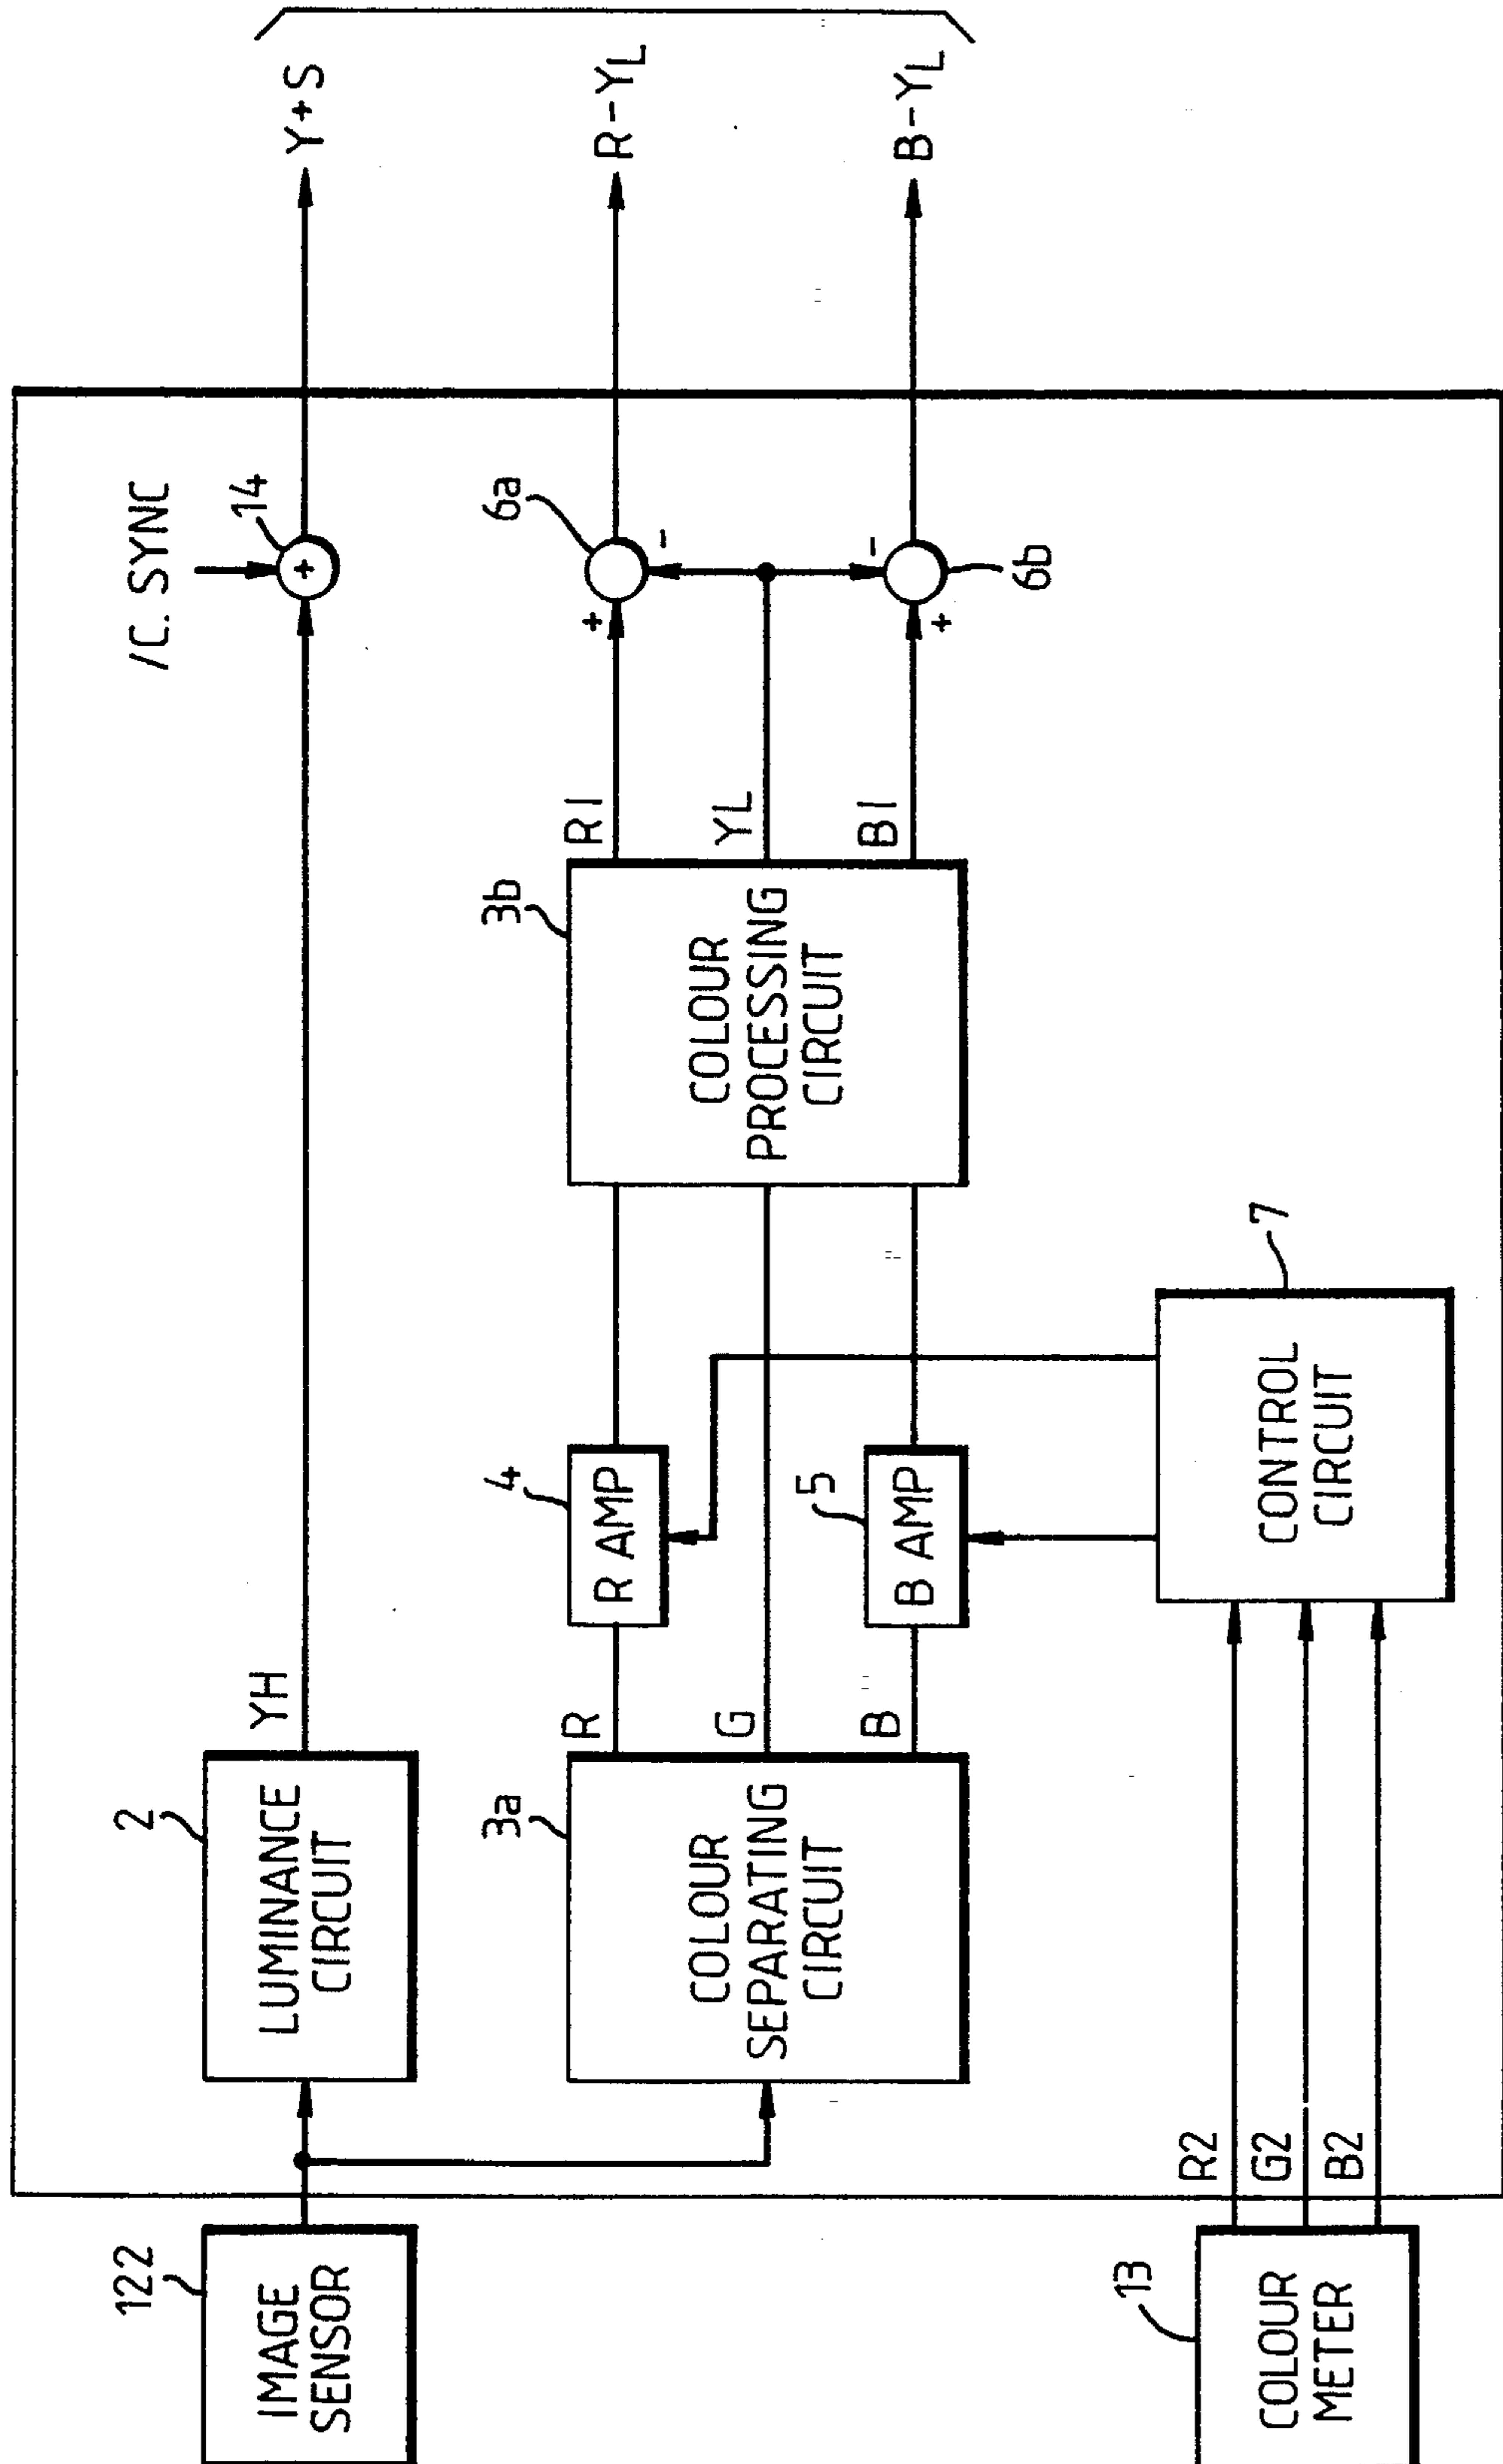 122
IMAGE
SENSOR
2
LUMINANCE
CIRCUIT
YH
/C. SYNC
14
+
Y+S
3a
COLOUR
SEPARATING
CIRCUIT
R
G
B
4
R AMP
5
B AMP
3b
COLOUR
PROCESSING
CIRCUIT
R1
YL
B1
6a
+
-
-
+
6b
R-YL
B-YL
13
COLOUR
METER
R2
G2
B2
7
CONTROL
CIRCUIT